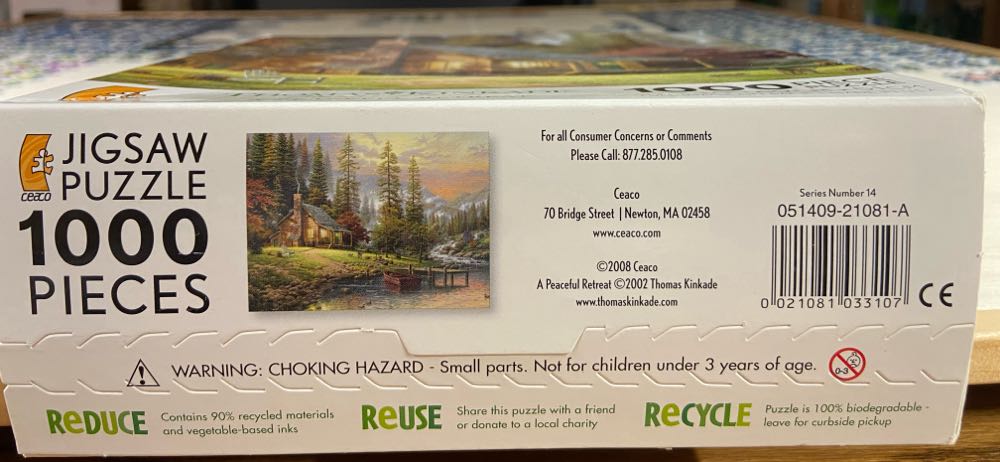 1000
ceaco
JIGSAW
PUZZLE
1000
PIECES
For all Consumer Concerns or Comments
Please Call: 877.285.0108
Ceaco
70 Bridge Street | Newton, MA 02458
www.ceaco.com
©2008 Ceaco
A Peaceful Retreat ©2002 Thomas Kinkade
www.thomaskinkade.com
Series Number 14
051409-21081-A
0 021081 033107
CE
WARNING: CHOKING HAZARD - Small parts. Not for children under 3 years of age.
0-3
ReDUCE
Contains 90% recycled materials
and vegetable-based inks
ReUSE
Share this puzzle with a friend
or donate to a local charity
ReCYCLE
Puzzle is 100% biodegradable -
leave for curbside pickup